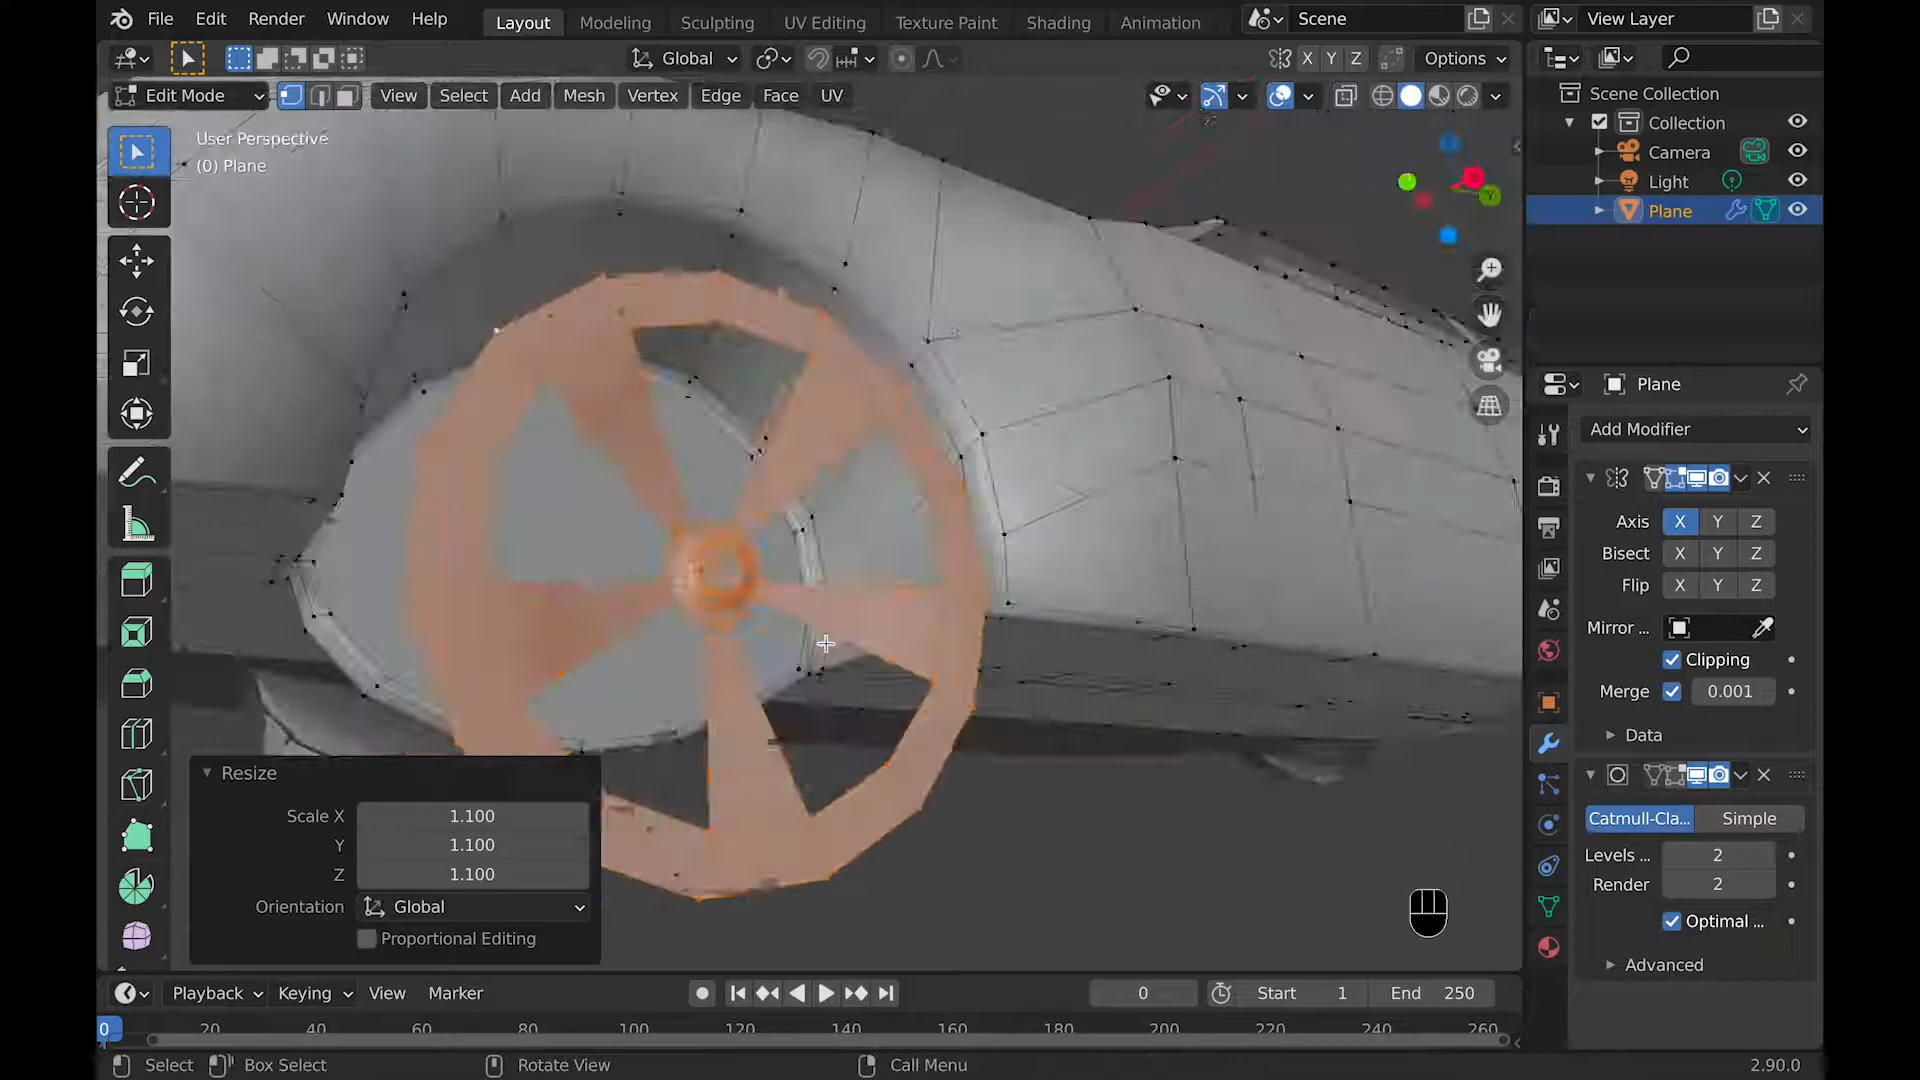 File Edit Render Window Help Layout Modeling Sculpting UV Editing Texture Paint Shading Animation Scene View Layer
Global X Y Z Options
Edit Mode View Select Add Mesh Vertex Edge Face UV
User Perspective
(0) Plane
Scene Collection
Collection
Camera
Light
Plane
Plane
Add Modifier
Axis X Y Z
Bisect X Y Z
Flip X Y Z
Mirror ...
Clipping
Merge 0.001
Data
Catmull-Cla... Simple
Levels ... 2
Render 2
Optimal ...
Advanced
Resize
Scale X 1.100
Y 1.100
Z 1.100
Orientation Global
Proportional Editing
Playback Keying View Marker 0 Start 1 End 250
0 20 40 60 80 100 120 140 160 180 200 220 240 260
Select Box Select Rotate View Call Menu 2.90.0